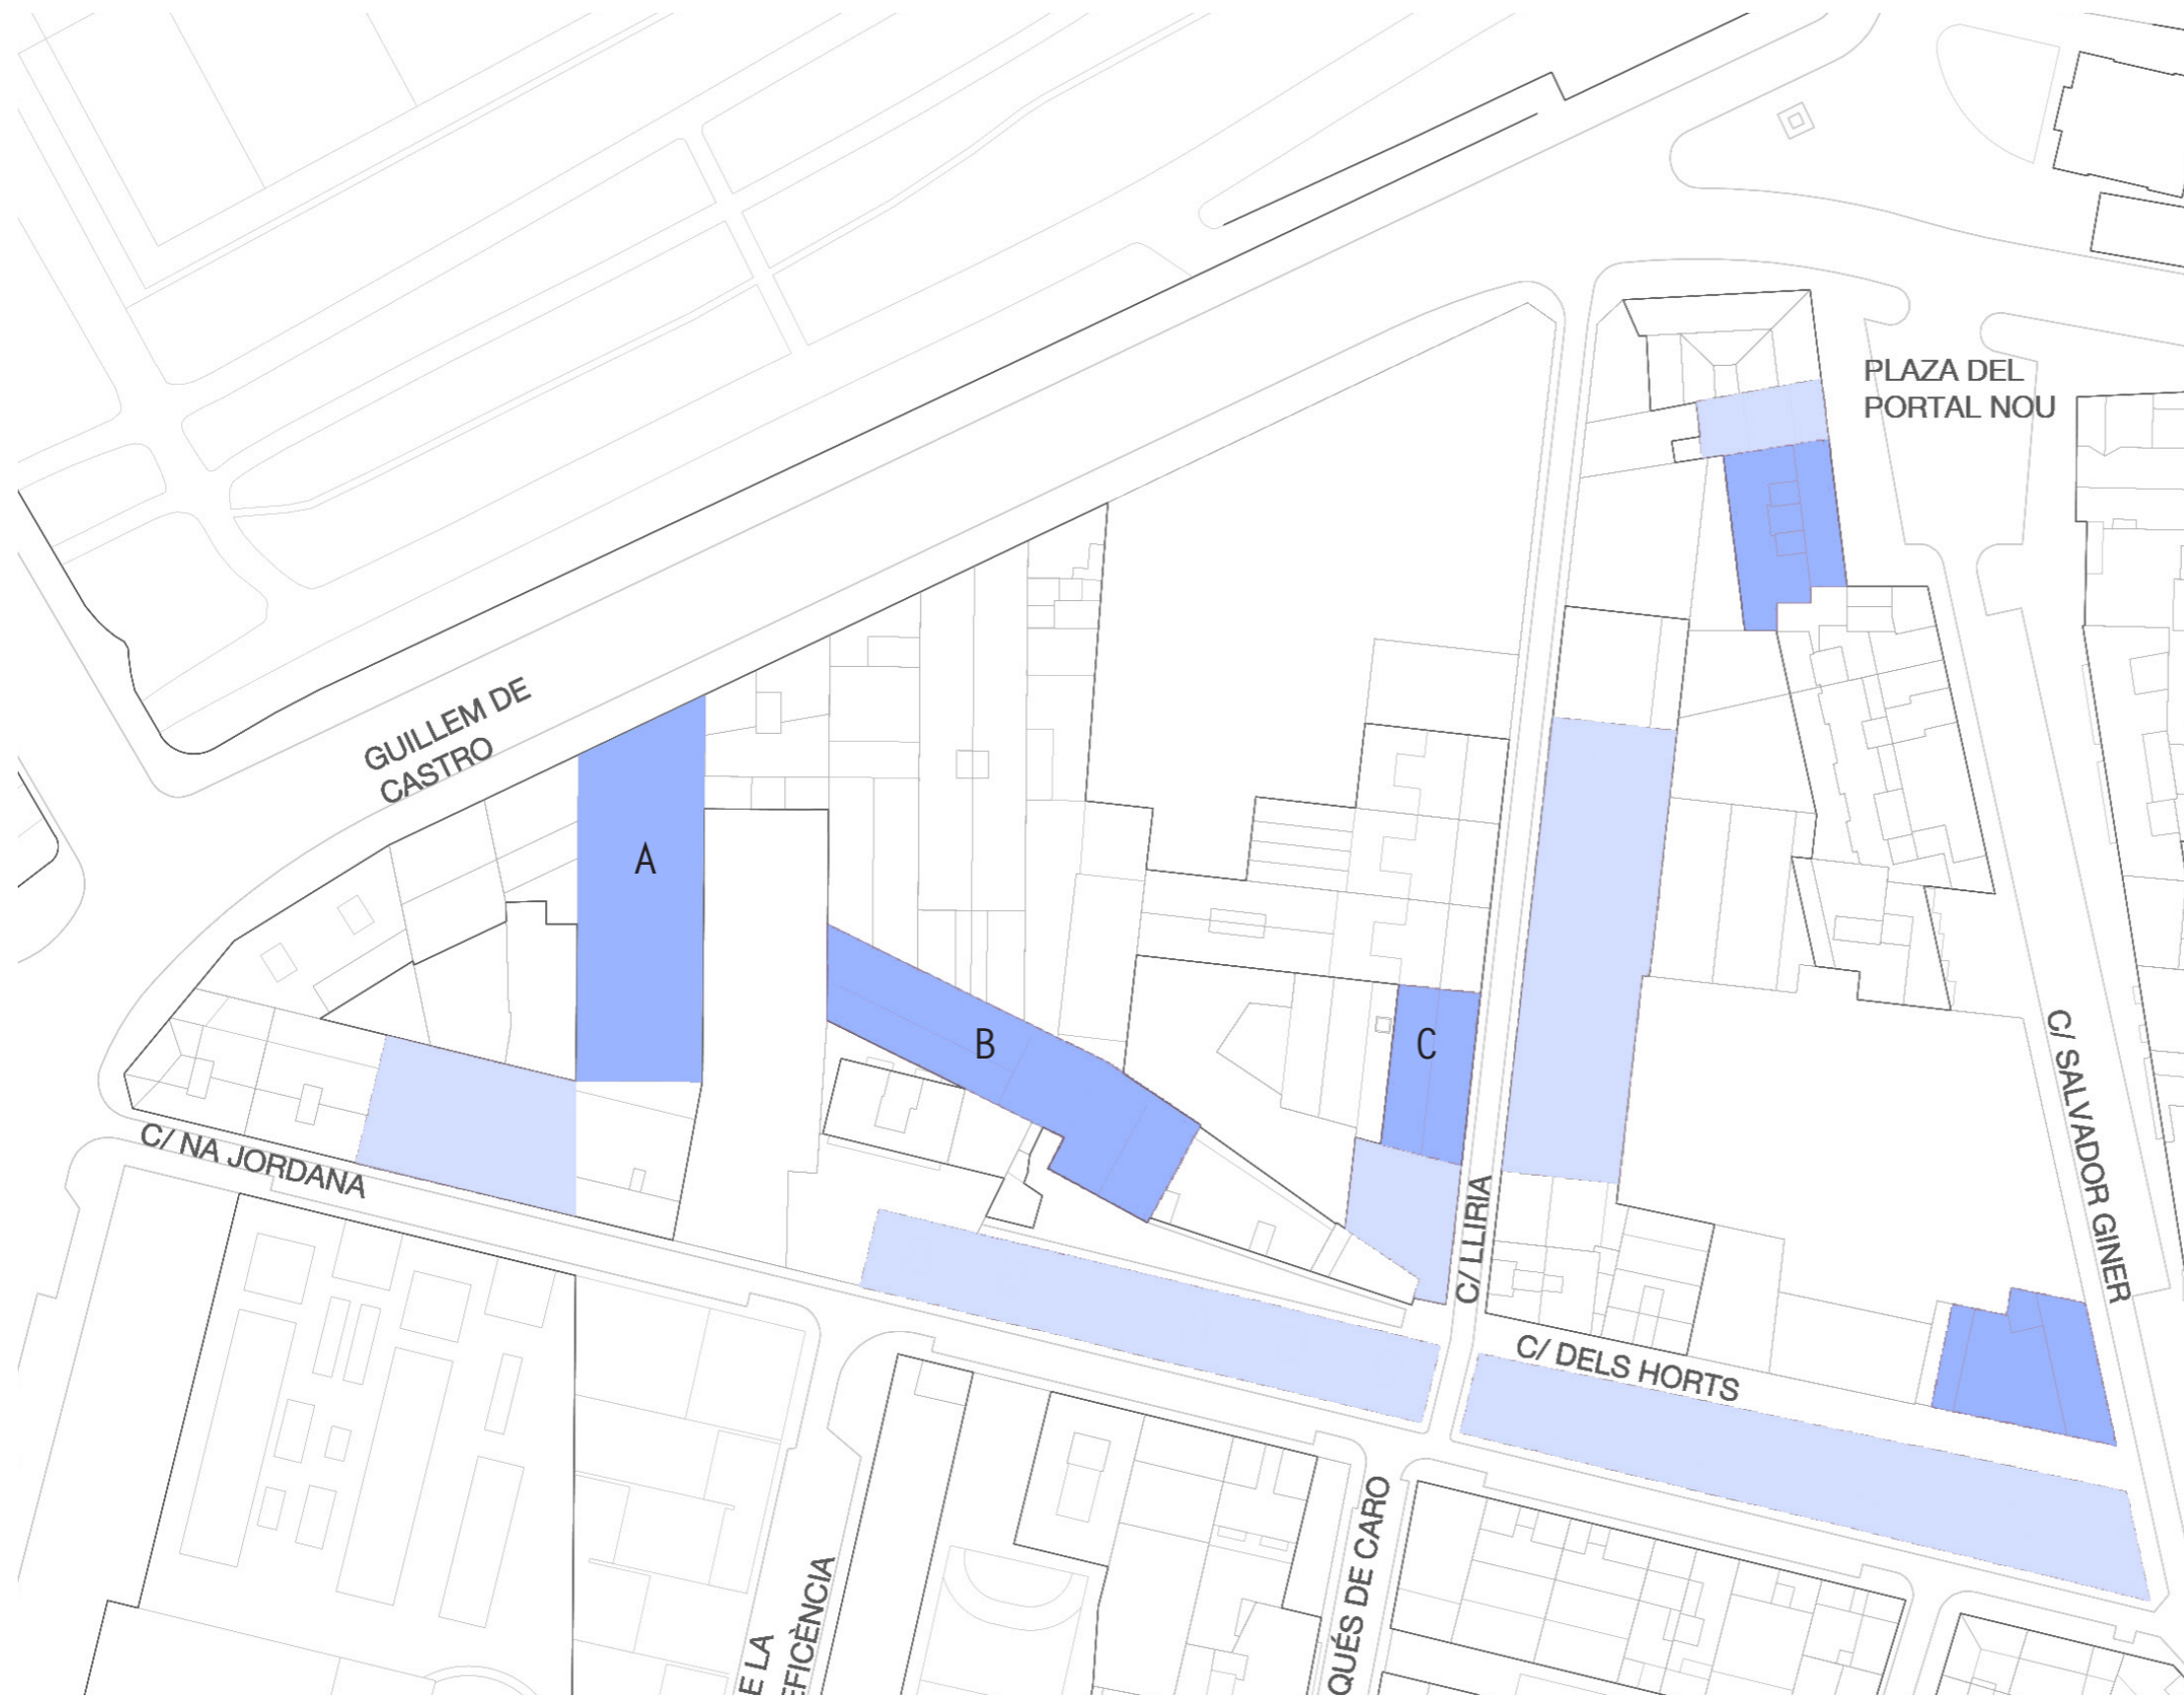 PLAZA DEL
PORTAL NOU
GUILLEM DE
CASTRO
A
B
C
C/ NA JORDANA
C/ LLIRIA
C/ SALVADOR GINER
C/ DELS HORTS
E LA
EFICÈNCIA
QUÉS DE CARO